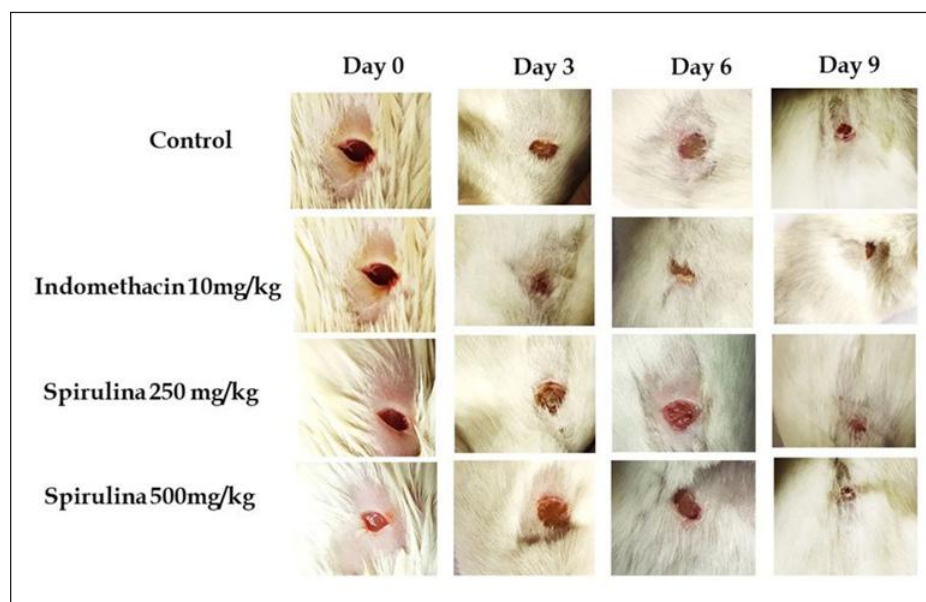 Day 0 Day 3 Day 6 Day 9
Control
Indomethacin 10mg/kg
Spirulina 250 mg/kg
Spirulina 500mg/kg